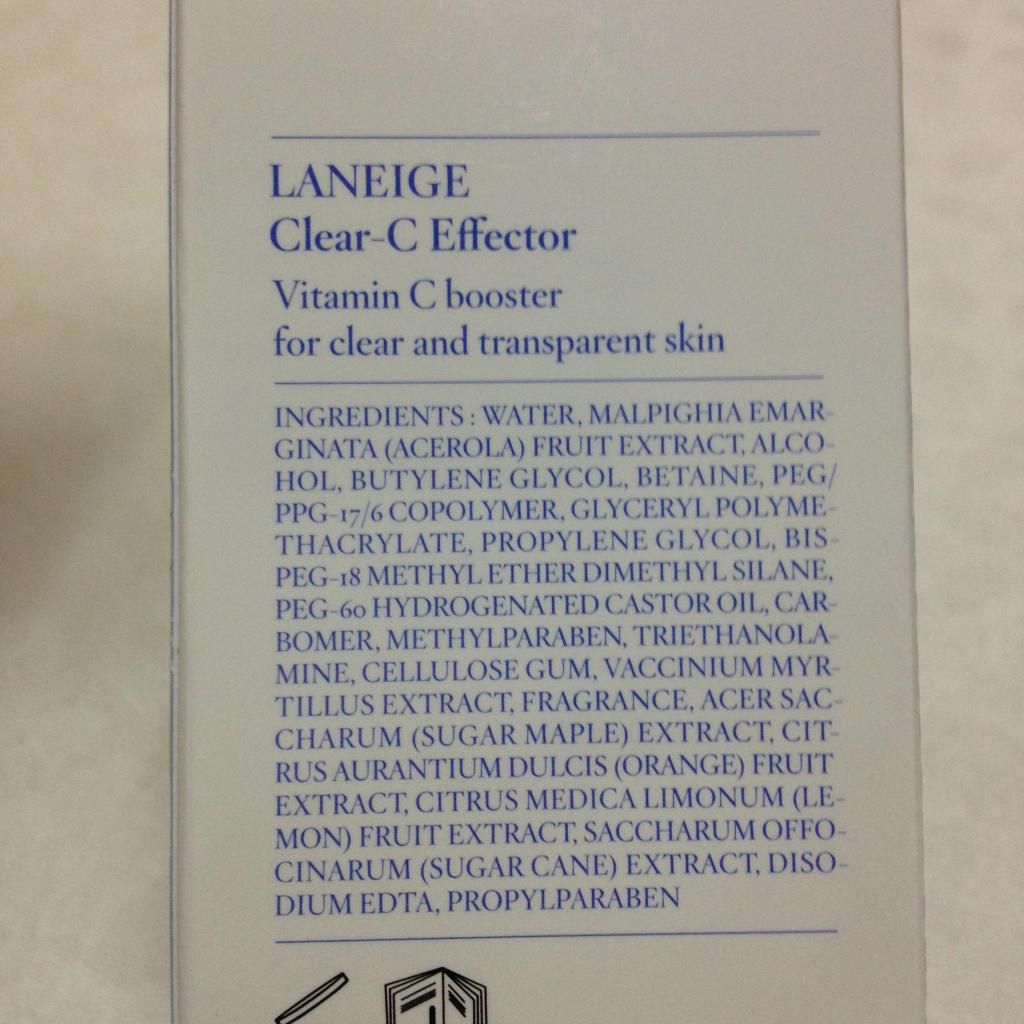 LANEIGE
Clear-C Effector
Vitamin C booster
for clear and transparent skin
INGREDIENTS : WATER, MALPIGHIA EMAR-
GINATA (ACEROLA) FRUIT EXTRACT, ALCO-
HOL, BUTYLENE GLYCOL, BETAINE, PEG/
PPG-17/6 COPOLYMER, GLYCERYL POLYME-
THACRYLATE, PROPYLENE GLYCOL, BIS-
PEG-18 METHYL ETHER DIMETHYL SILANE,
PEG-60 HYDROGENATED CASTOR OIL, CAR-
BOMER, METHYLPARABEN, TRIETHANOLA-
MINE, CELLULOSE GUM, VACCINIUM MYR-
TILLUS EXTRACT, FRAGRANCE, ACER SAC-
CHARUM (SUGAR MAPLE) EXTRACT, CIT-
RUS AURANTIUM DULCIS (ORANGE) FRUIT
EXTRACT, CITRUS MEDICA LIMONUM (LE-
MON) FRUIT EXTRACT, SACCHARUM OFFO-
CINARUM (SUGAR CANE) EXTRACT, DISO-
DIUM EDTA, PROPYLPARABEN